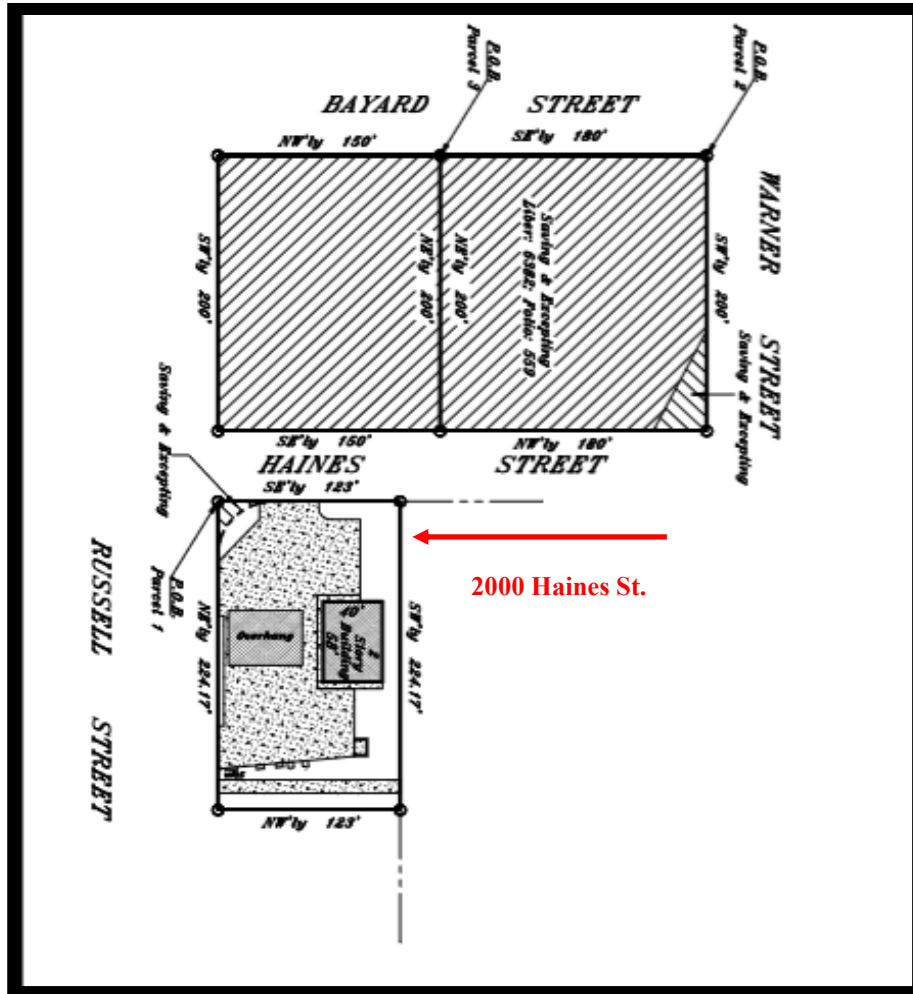 P.O.B.
Parcel 3
P.O.B.
Parcel 2
BAYARD STREET
NW'ly 150'
SE'ly 180'
WARNER STREET
SW'ly 200'
NE'ly 200'
NE'ly 200'
Saving & Excepting
Liber: 6382; Folio: 559
SW'ly 200'
Saving & Excepting
Saving & Excepting
SE'ly 150'
NW'ly 180'
HAINES STREET
SE'ly 123'
P.O.B.
Parcel 1
RUSSELL STREET
NE'ly 224.17'
Overhang
40'
2
Story
Building
58'
SW'ly 224.17'
2000 Haines St.
NW'ly 123'